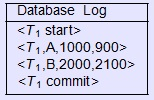 Database Log
<T1 start>
<T1,A,1000,900>
<T1,B,2000,2100>
<T1 commit>